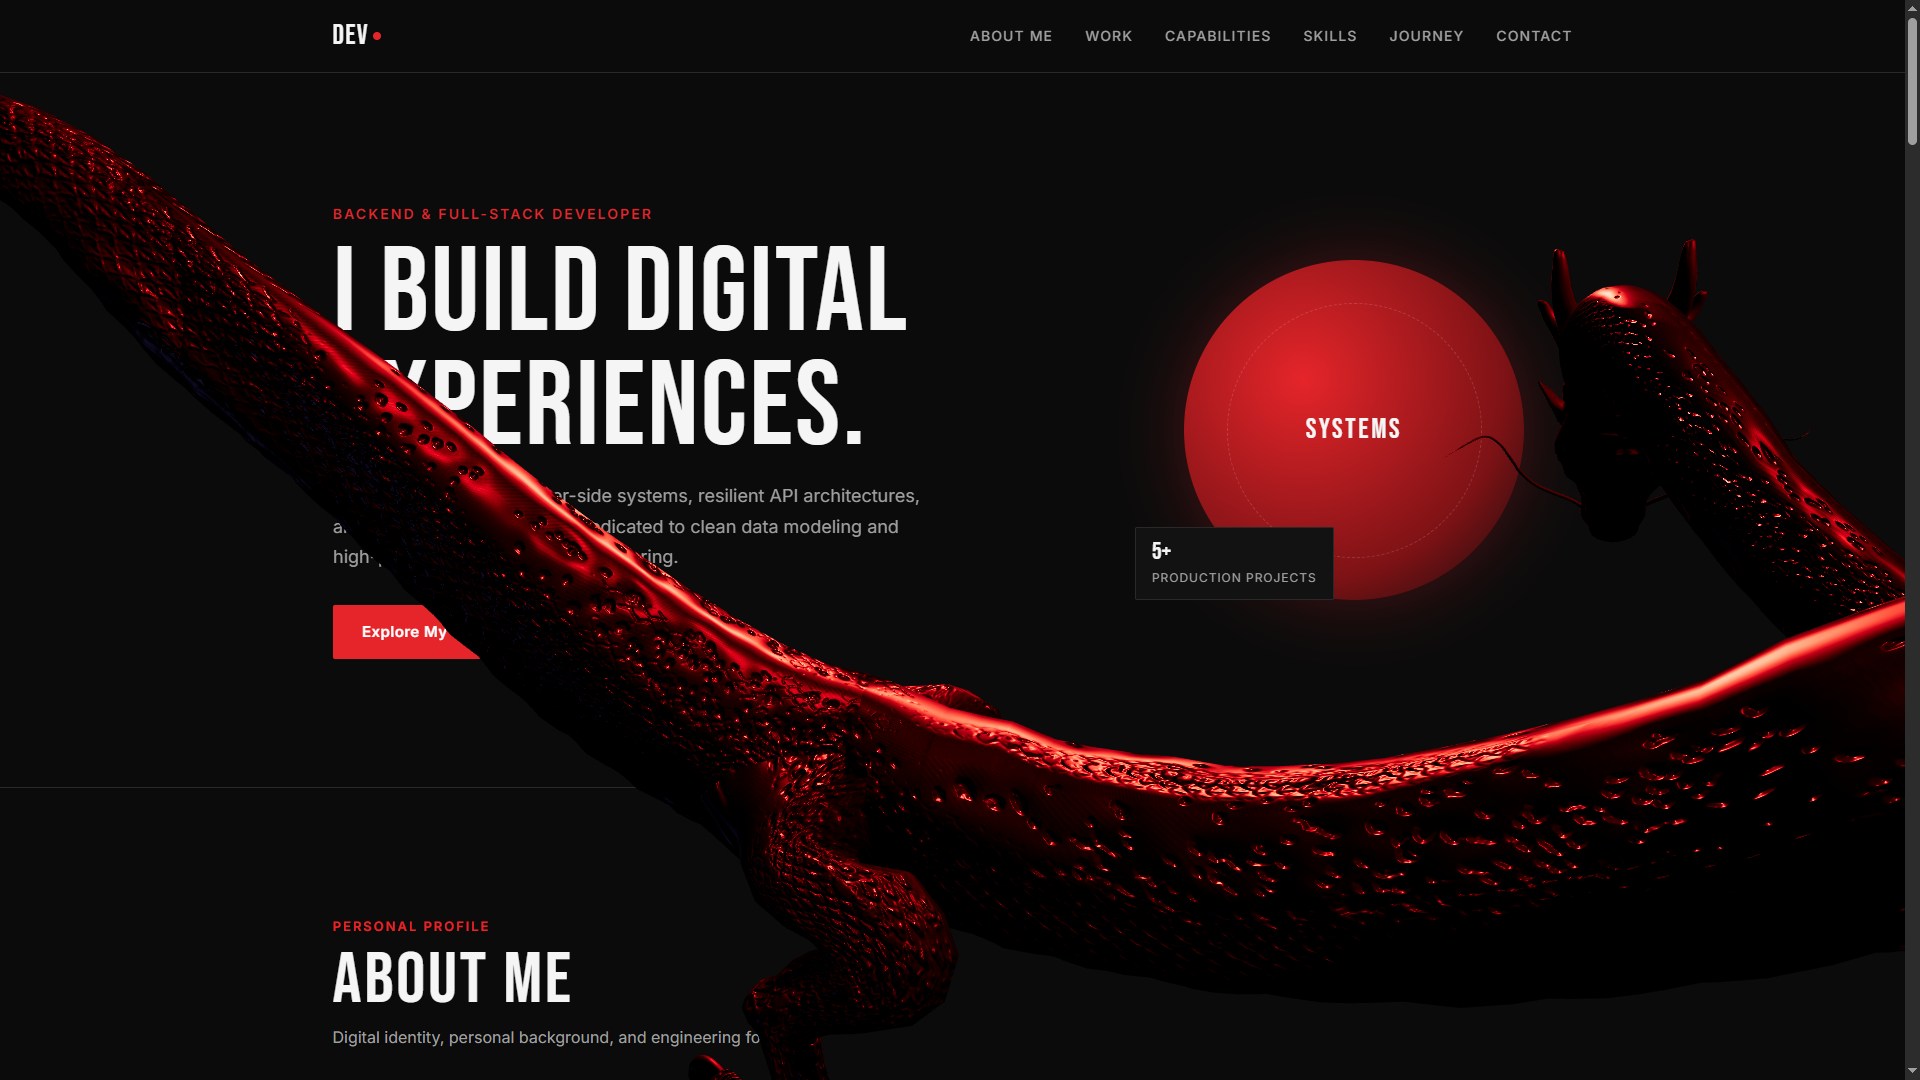 DEV
ABOUT ME WORK CAPABILITIES SKILLS JOURNEY CONTACT
BACKEND & FULL-STACK DEVELOPER
I BUILD DIGITAL
XPERIENCES.
er-side systems, resilient API architectures,
dicated to clean data modeling and
high-
ring.
Explore My
SYSTEMS
5+
PRODUCTION PROJECTS
PERSONAL PROFILE
ABOUT ME
Digital identity, personal background, and engineering fo